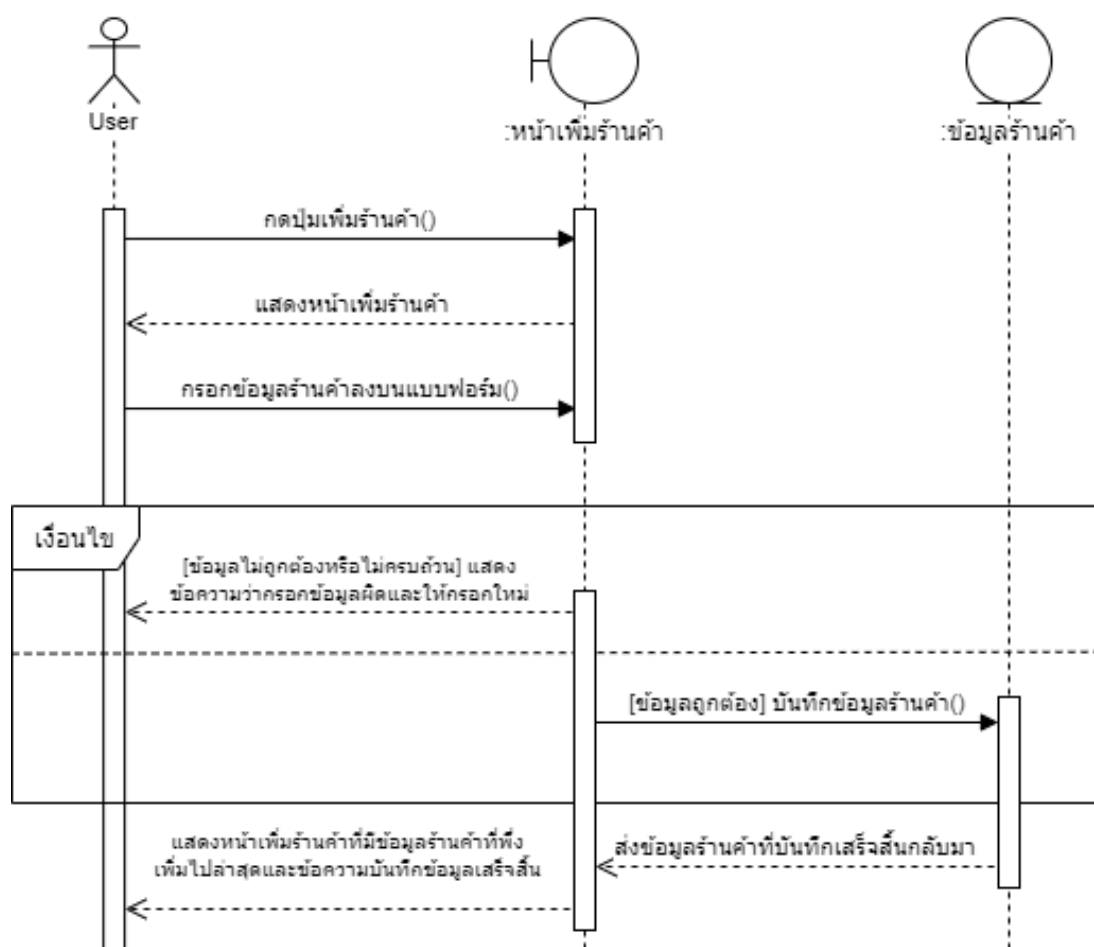 User
:หน้าเพิ่มร้านค้า
:ข้อมูลร้านค้า
กดปุ่มเพิ่มร้านค้า()
แสดงหน้าเพิ่มร้านค้า
กรอกข้อมูลร้านค้าลงบนแบบฟอร์ม()
เงื่อนไข
[ข้อมูลไม่ถูกต้องหรือไม่ครบถ้วน] แสดง
ข้อความว่ากรอกข้อมูลผิดและให้กรอกใหม่
[ข้อมูลถูกต้อง] บันทึกข้อมูลร้านค้า()
ส่งข้อมูลร้านค้าที่บันทึกเสร็จสิ้นกลับมา
แสดงหน้าเพิ่มร้านค้าที่มีข้อมูลร้านค้าที่พึ่ง
เพิ่มไปล่าสุดและข้อความบันทึกข้อมูลเสร็จสิ้น